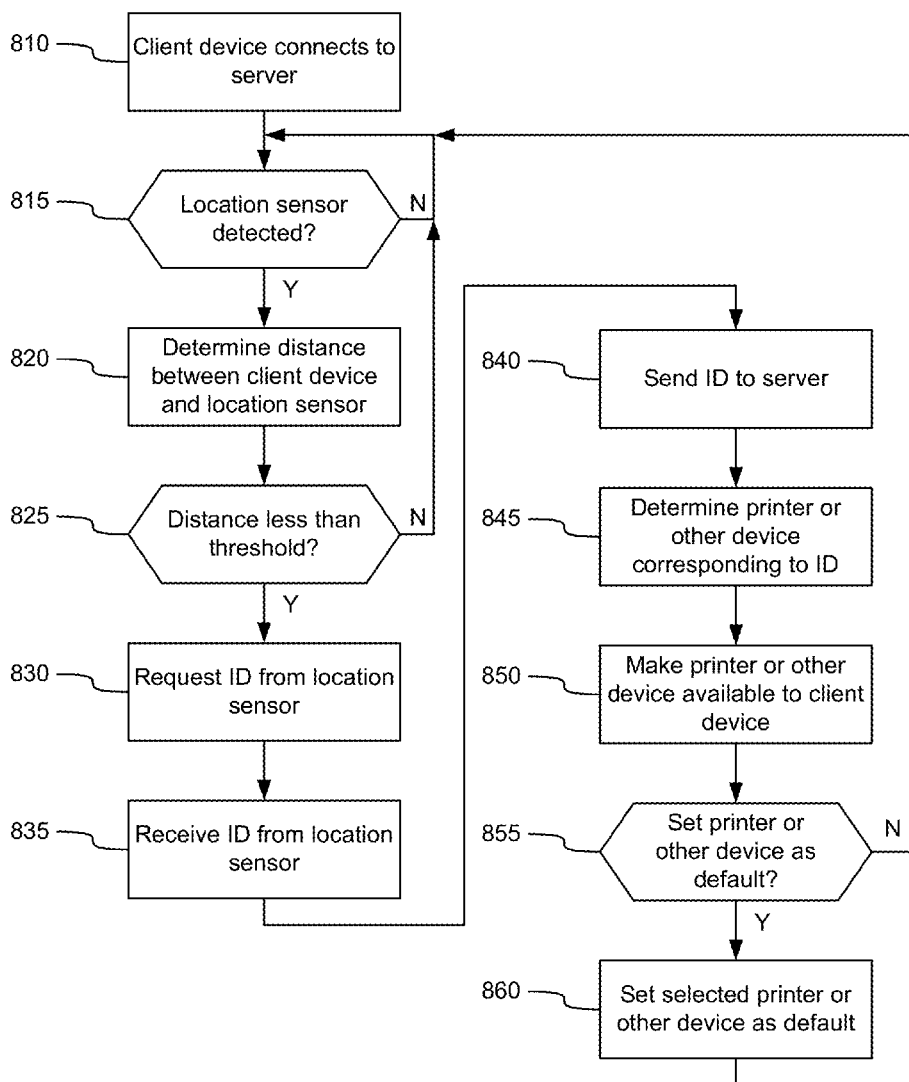 810
Client device connects to
server
815
Location sensor
detected?
N
Y
820
Determine distance
between client device
and location sensor
825
Distance less than
threshold?
N
Y
830
Request ID from location
sensor
835
Receive ID from location
sensor
840
Send ID to server
845
Determine printer or
other device
corresponding to ID
850
Make printer or other
device available to client
device
855
Set printer or
other device as
default?
N
Y
860
Set selected printer or
other device as default